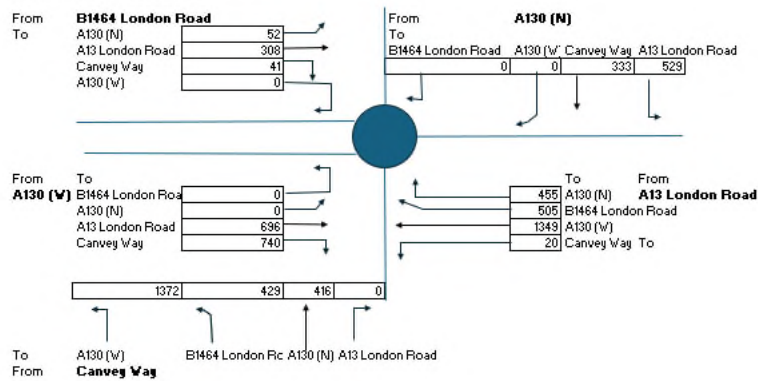 From B1464 London Road
To A130 (N) 52
A13 London Road 308
Canvey Way 41
A130 (W) 0
From A130 (N)
To
B1464 London Road A130 (W Canvey Way A13 London Road
0 0 333 529
From To
A130 (W) B1464 London Roa 0
A130 (N) 0
A13 London Road 696
Canvey Way 740
To From
455 A130 (N) A13 London Road
505 B1464 London Road
1349 A130 (W)
20 Canvey Way To
1372 429 416 0
To A130 (W) B1464 London Rc A130 (N) A13 London Road
From Canvey Way